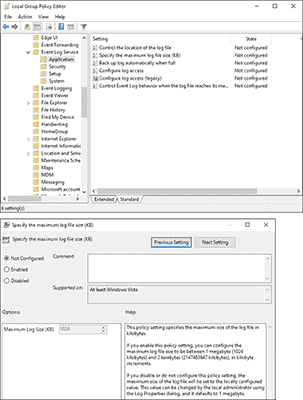 Local Group Policy Editor
File Action View Help
Edge UI
Event Forwarding
Event Log Service
Application
Security
Setup
System
Event Logging
Event Viewer
File Explorer
File History
Find My Device
Handwriting
HomeGroup
Internet Explorer
Internet Informatic
Location and Senso
Maintenance Sche
Maps
MDM
Messaging
Microsoft account
Setting State
Control the location of the log file Not configured
Specify the maximum log file size (KB) Not configured
Back up log automatically when full Not configured
Configure log access Not configured
Configure log access (legacy) Not configured
Control Event Log behavior when the log file reaches its ma... Not configured
Extended Standard
6 setting(s)
Specify the maximum log file size (KB)
Specify the maximum log file size (KB)
Previous Setting Next Setting
Not Configured
Comment:
Enabled
Disabled
Supported on:
At least Windows Vista
Options: Help:
Maximum Log Size (KB) 1024
This policy setting specifies the maximum size of the log file in
kilobytes.
If you enable this policy setting, you can configure the
maximum log file size to be between 1 megabyte (1024
kilobytes) and 2 terabytes (2147483647 kilobytes), in kilobyte
increments.
If you disable or do not configure this policy setting, the
maximum size of the log file will be set to the locally configured
value. This value can be changed by the local administrator using
the Log Properties dialog, and it defaults to 1 megabyte.